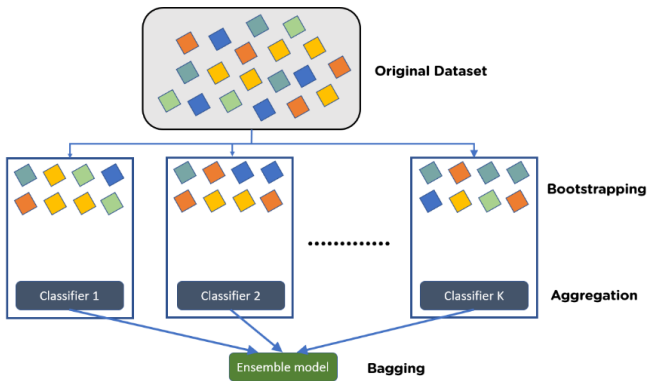 Original Dataset
Bootstrapping
Classifier 1
Classifier 2
Classifier K
Aggregation
Ensemble model
Bagging